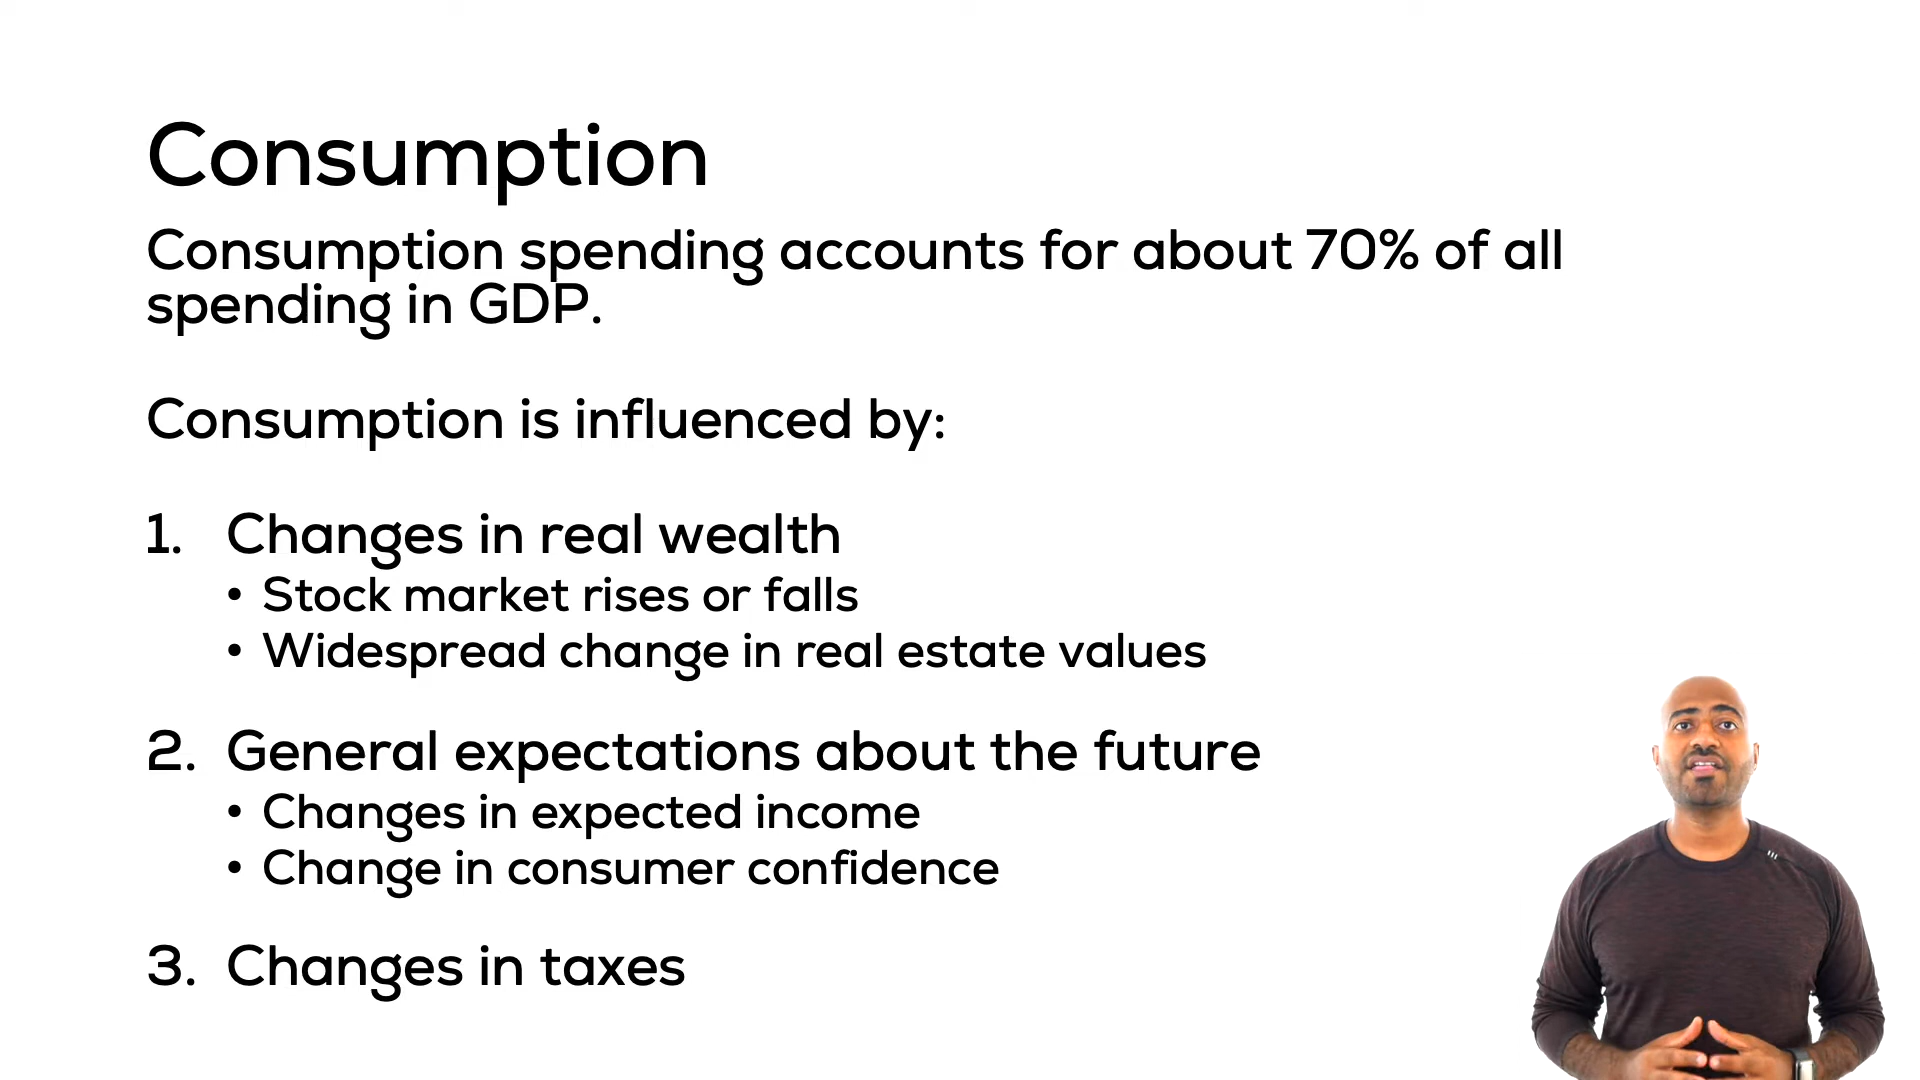 Consumption
Consumption spending accounts for about 70% of all
spending in GDP.
Consumption is influenced by:
1. Changes in real wealth
• Stock market rises or falls
• Widespread change in real estate values
2. General expectations about the future
• Changes in expected income
• Change in consumer confidence
3. Changes in taxes